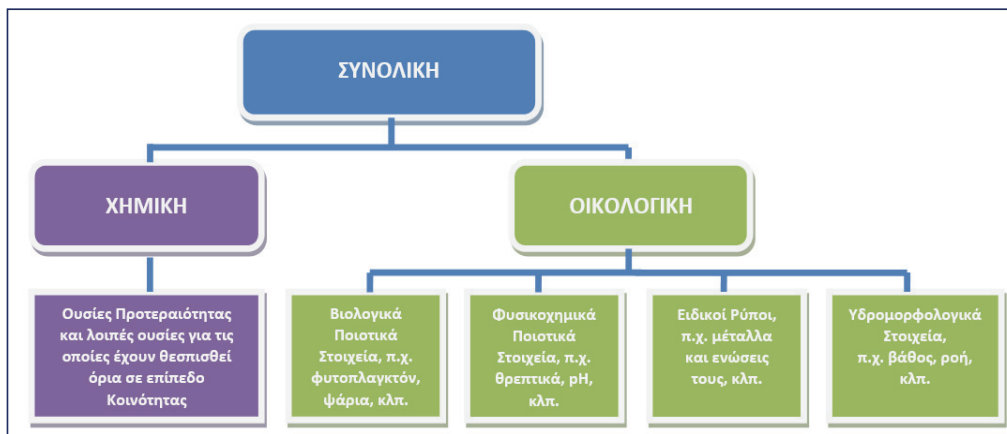 ΣΥΝΟΛΙΚΗ
ΧΗΜΙΚΗ
ΟΙΚΟΛΟΓΙΚΗ
Ουσίες Προτεραιότητας
και λοιπές ουσίες για τις
οποίες έχουν θεσπισθεί
όρια σε επίπεδο
Κοινότητας
Βιολογικά
Ποιοτικά
Στοιχεία, π.χ.
φυτοπλαγκτόν,
ψάρια, κλπ.
Φυσικοχημικά
Ποιοτικά
Στοιχεία, π.χ.
θρεπτικά, pH,
κλπ.
Ειδικοί Ρύποι,
π.χ. μέταλλα
και ενώσεις
τους, κλπ.
Υδρομορφολογικά
Στοιχεία,
π.χ. βάθος, ροή,
κλπ.